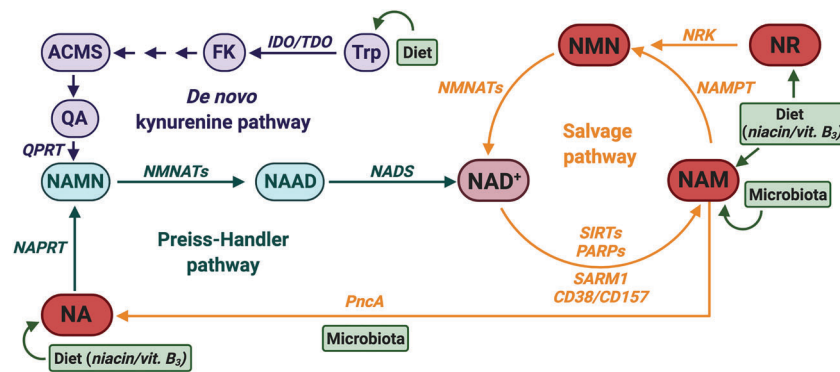 ACMS
FK
IDO/TDO
Trp
Diet
NMN
NRK
NR
QA
De novo
kynurenine pathway
NMNATs
NAMPT
Salvage
pathway
Diet
(niacin/vit. B₃)
QPRT
NAMN
NMNATs
NAAD
NADS
NAD⁺
NAM
Microbiota
NAPRT
Preiss-Handler
pathway
SIRTs
PARPs
SARM1
CD38/CD157
NA
PncA
Microbiota
Diet (niacin/vit. B₃)